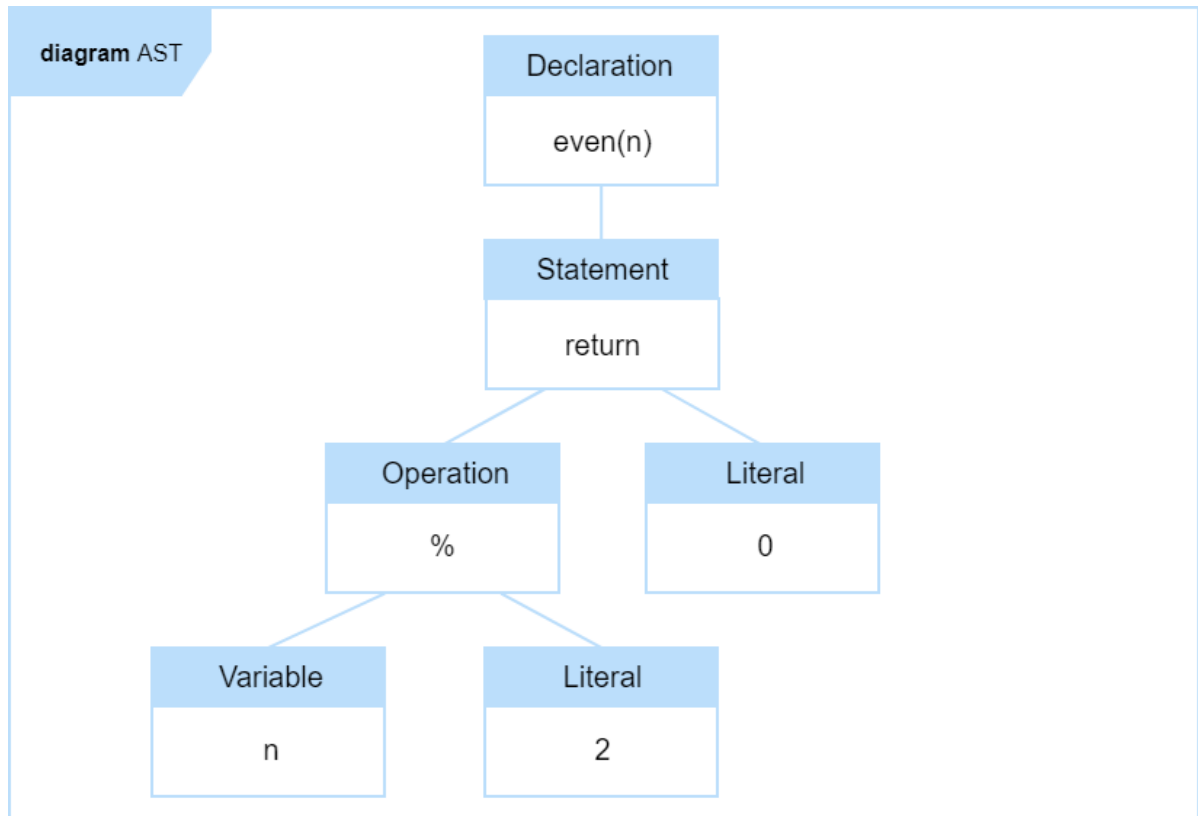 diagram AST
Declaration
even(n)
Statement
return
Operation
%
Literal
0
Variable
n
Literal
2